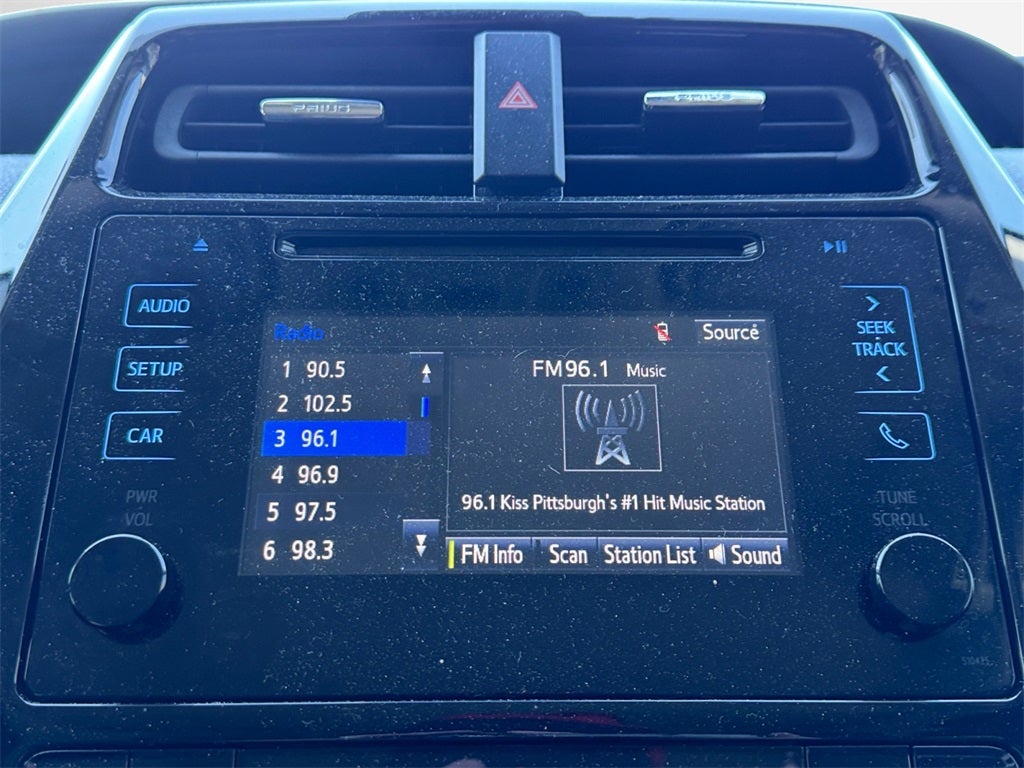 PRIUS
PRIUS
AUDIO
SETUP
CAR
PWR
VOL
Radio
Source
1 90.5
2 102.5
3 96.1
4 96.9
5 97.5
6 98.3
FM 96.1 Music
96.1 Kiss Pittsburgh's #1 Hit Music Station
FM Info
Scan
Station List
Sound
SEEK
TRACK
TUNE
SCROLL